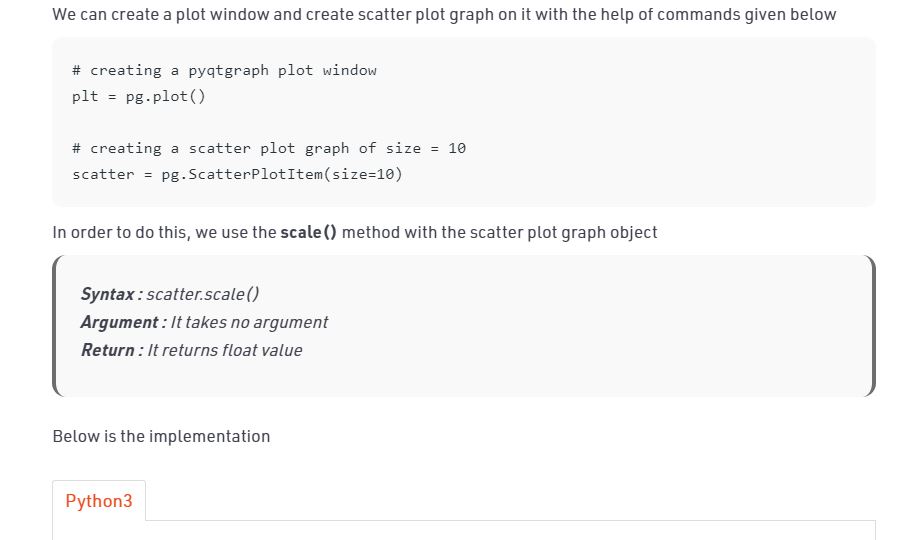 We can create a plot window and create scatter plot graph on it with the help of commands given below
# creating a pyqtgraph plot window
plt = pg.plot()
# creating a scatter plot graph of size = 10
scatter = pg.ScatterPlotItem(size=10)
In order to do this, we use the scale() method with the scatter plot graph object
Syntax : scatter.scale()
Argument : It takes no argument
Return : It returns float value
Below is the implementation
Python3